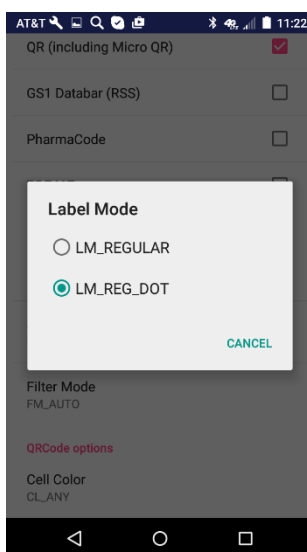 AT&T 11:22
QR (including Micro QR)
GS1 Databar (RSS)
PharmaCode
Label Mode
LM_REGULAR
LM_REG_DOT
CANCEL
Filter Mode
FM_AUTO
QRCode options
Cell Color
CL_ANY